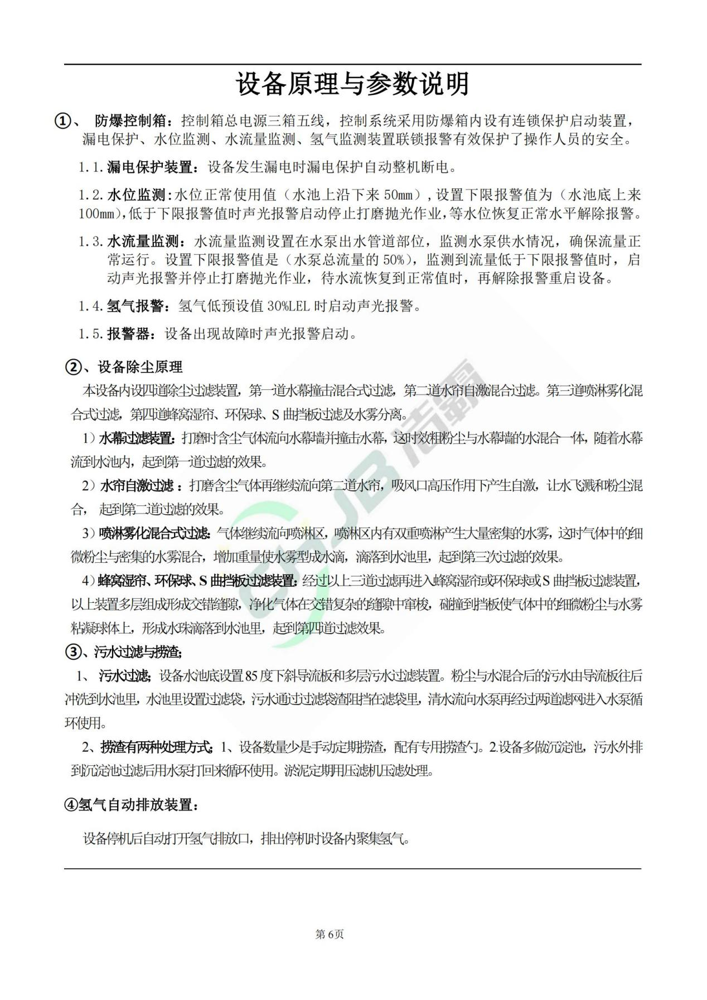 设备原理与参数说明
①、 防爆控制箱：控制箱总电源三箱五线，控制系统采用防爆箱内设有连锁保护启动装置，
漏电保护、水位监测、水流量监测、氢气监测装置联锁报警有效保护了操作人员的安全。
1.1.漏电保护装置：设备发生漏电时漏电保护自动整机断电。
1.2.水位监测:水位正常使用值（水池上沿下来 50mm）,设置下限报警值为（水池底上来
100mm),低于下限报警值时声光报警启动停止打磨抛光作业,等水位恢复正常水平解除报警。
1.3.水流量监测：水流量监测设置在水泵出水管道部位，监测水泵供水情况，确保流量正
常运行。设置下限报警值是（水泵总流量的 50%），监测到流量低于下限报警值时，启
动声光报警并停止打磨抛光作业，待水流恢复到正常值时，再解除报警重启设备。
1.4.氢气报警：氢气低预设值 30%LEL 时启动声光报警。
1.5.报警器：设备出现故障时声光报警启动。
②、设备除尘原理
本设备内设四道除尘过滤装置，第一道水幕撞击混合式过滤，第二道水帘自激混合过滤。第三道喷淋雾化混
合式过滤，第四道蜂窝湿帘、环保球、S 曲挡板过滤及水雾分离。
1）水幕过滤装置：打磨时含尘气体流向水幕墙并撞击水幕，这时效粗粉尘与水幕墙的水混合一体，随着水幕
流到水池内，起到第一道过滤的效果。
2）水帘自激过滤 ：打磨含尘气体再继续流向第二道水帘，吸风口高压作用下产生自激，让水飞溅和粉尘混
合， 起到第二道过滤的效果。
3）喷淋雾化混合式过滤：气体继续流向喷淋区，喷淋区内有双重喷淋产生大量密集的水雾，这时气体中的细
微粉尘与密集的水雾混合，增加重量使水雾型成水滴，滴落到水池里，起到第三次过滤的效果。
4）蜂窝湿帘、环保球、S 曲挡板过滤装置：经过以上三道过滤再进入蜂窝湿帘或环保球或 S 曲挡板过滤装置，
以上装置多层组成形成交错缝隙，净化气体在交错复杂的缝隙中窜梭，碰撞到挡板使气体中的细微粉尘与水雾
粘凝球体上，形成水珠滴落到水池里，起到第四道过滤效果。
③、污水过滤与捞渣；
1、 污水过滤；设备水池底设置 85 度下斜导流板和多层污水过滤装置。粉尘与水混合后的污水由导流板往后
冲洗到水池里，水池里设置过滤袋，污水通过过滤袋渣阻挡在滤袋里，清水流向水泵再经过两道滤网进入水泵循
环使用。
2、捞渣有两种处理方式；1、设备数量少是手动定期捞渣，配有专用捞渣勺。2.设备多做沉淀池，污水外排
到沉淀池过滤后用水泵打回来循环使用。淤泥定期用压滤机压滤处理。
④氢气自动排放装置：
设备停机后自动打开氢气排放口，排出停机时设备内聚集氢气。
第 6页